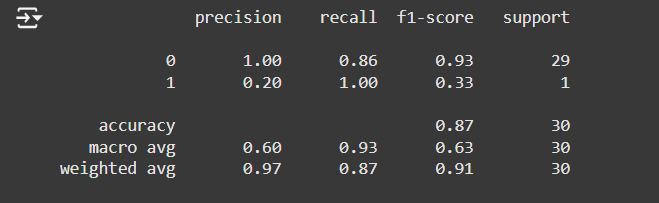 precision recall f1-score support
0 1.00 0.86 0.93 29
1 0.20 1.00 0.33 1
accuracy 0.87 30
macro avg 0.60 0.93 0.63 30
weighted avg 0.97 0.87 0.91 30